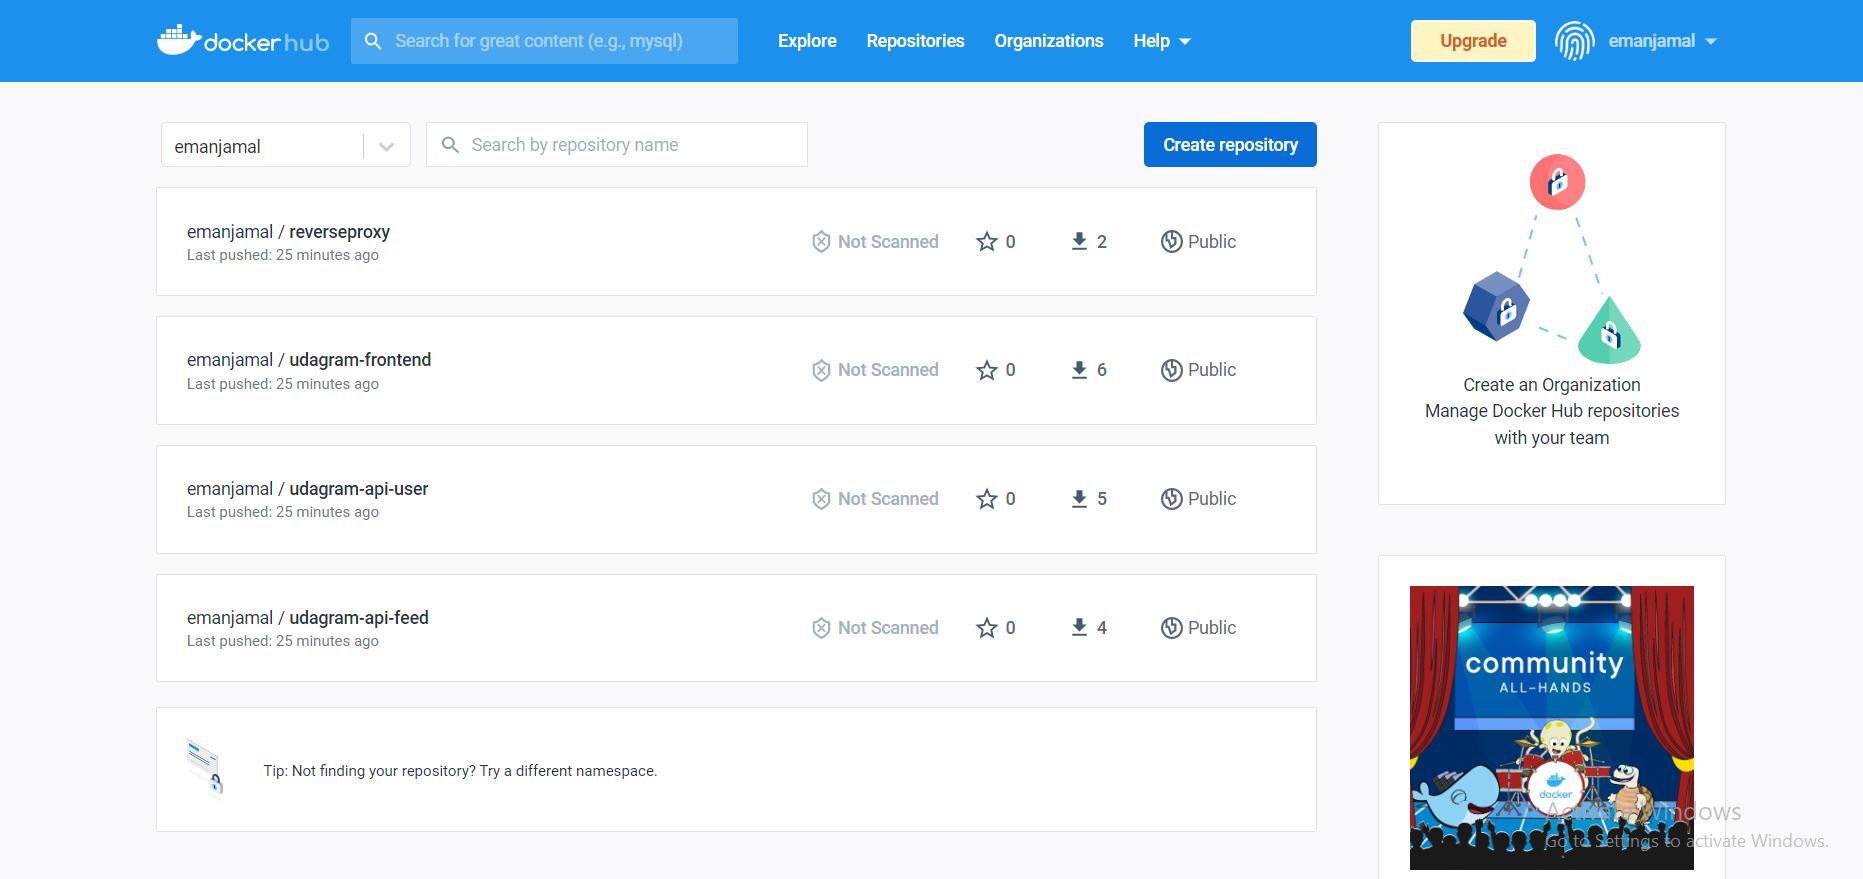 docker hub
Search for great content (e.g., mysql)
Explore
Repositories
Organizations
Help
Upgrade
emanjamal
emanjamal
Search by repository name
Create repository
emanjamal / reverseproxy
Last pushed: 25 minutes ago
Not Scanned
0
2
Public
emanjamal / udagram-frontend
Last pushed: 25 minutes ago
Not Scanned
0
6
Public
emanjamal / udagram-api-user
Last pushed: 25 minutes ago
Not Scanned
0
5
Public
emanjamal / udagram-api-feed
Last pushed: 25 minutes ago
Not Scanned
0
4
Public
Tip: Not finding your repository? Try a different namespace.
Create an Organization
Manage Docker Hub repositories
with your team
community
ALL-HANDS
docker
Activate Windows
Go to Settings to activate Windows.